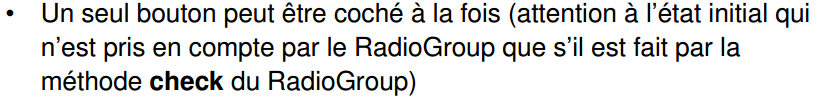 • Un seul bouton peut être coché à la fois (attention à l’état initial qui
n’est pris en compte par le RadioGroup que s’il est fait par la
méthode check du RadioGroup)